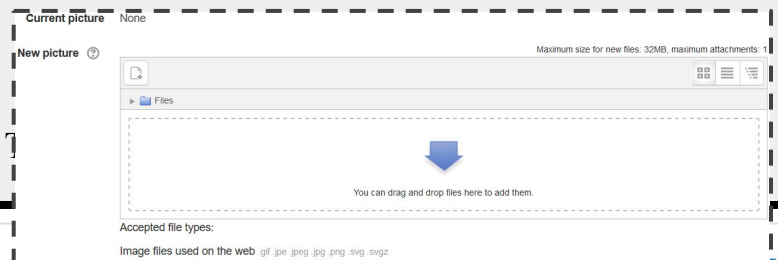 Current picture None
New picture
Maximum size for new files: 32MB, maximum attachments: 1
Files
You can drag and drop files here to add them.
Accepted file types:
Image files used on the web .gif .jpe .jpeg .jpg .png .svg .svgz